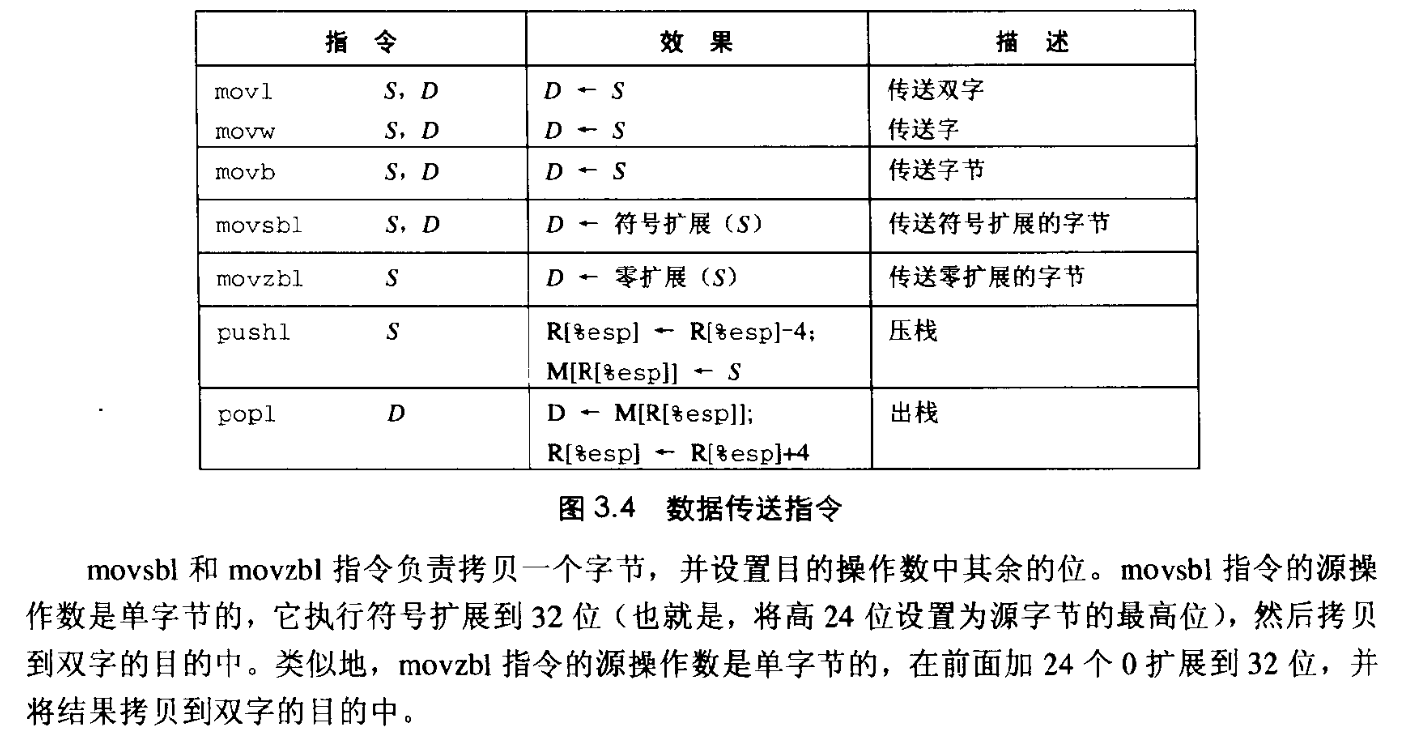 指 令 效 果 描 述
movl S, D D ← S 传送双字
movw S, D D ← S 传送字
movb S, D D ← S 传送字节
movsbl S, D D ← 符号扩展（S） 传送符号扩展的字节
movzbl S D ← 零扩展（S） 传送零扩展的字节
pushl S R[%esp] ← R[%esp]-4; 压栈
M[R[%esp]] ← S
popl D D ← M[R[%esp]]; 出栈
R[%esp] ← R[%esp]+4
图 3.4 数据传送指令
movsbl 和 movzbl 指令负责拷贝一个字节，并设置目的操作数中其余的位。movsbl 指令的源操
作数是单字节的，它执行符号扩展到 32 位（也就是，将高 24 位设置为源字节的最高位），然后拷贝
到双字的目的中。类似地，movzbl 指令的源操作数是单字节的，在前面加 24 个 0 扩展到 32 位，并
将结果拷贝到双字的目的中。